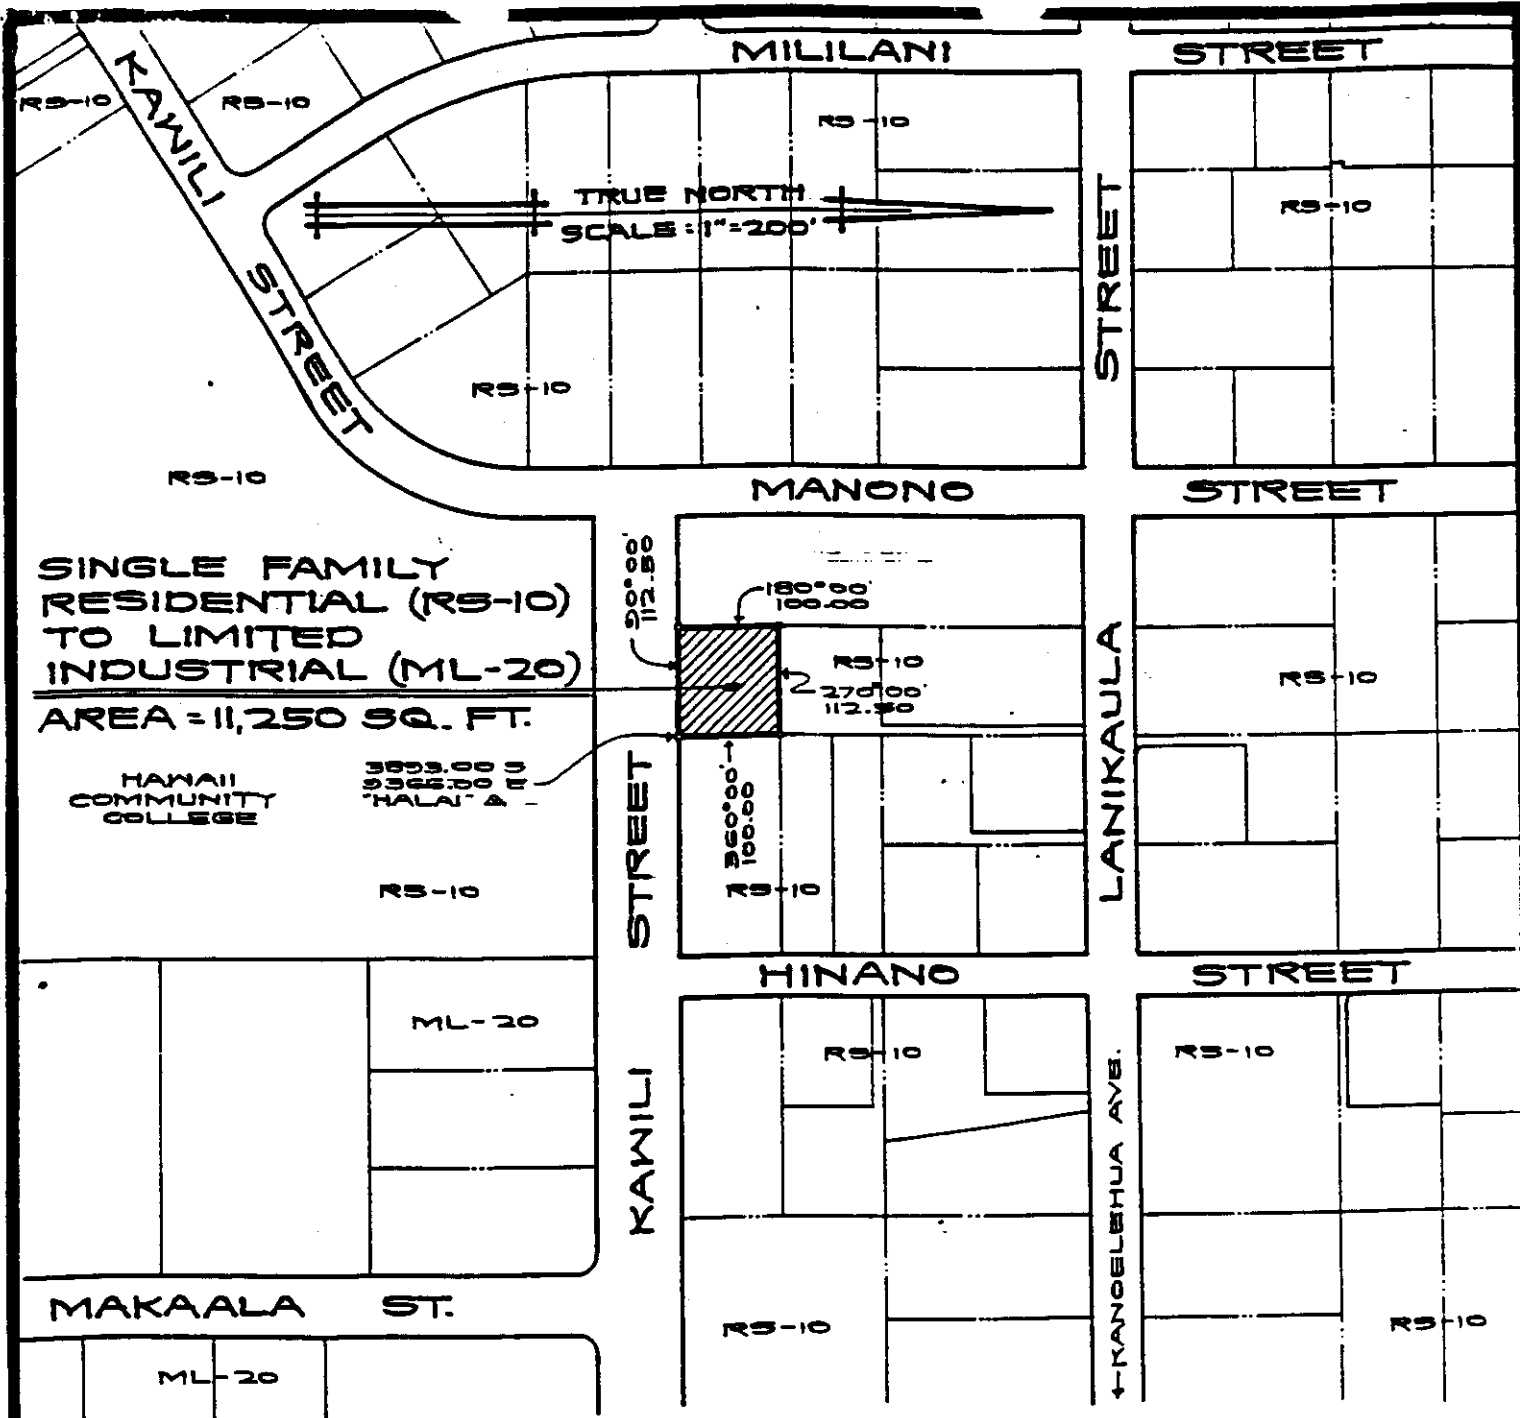 MILILANI STREET
KAWILI STREET
RS-10
RS-10
RS-10
TRUE NORTH
SCALE : 1"=200'
RS-10
STREET
RS-10
RS-10
MANONO STREET
SINGLE FAMILY
RESIDENTIAL (RS-10)
TO LIMITED
INDUSTRIAL (ML-20)
AREA = 11,250 SQ. FT.
90°00'
112.50
180°00'
100.00
RS-10
270°00'
112.50
LANIKAULA
RS-10
HAWAII
COMMUNITY
COLLEGE
"HALAI" △
360°00'
100.00
STREET
RS-10
RS-10
HINANO STREET
ML-20
RS-10
RS-10
KAWILI
←KANOELEHUA AVE.
MAKAALA ST.
RS-10
RS-10
ML-20